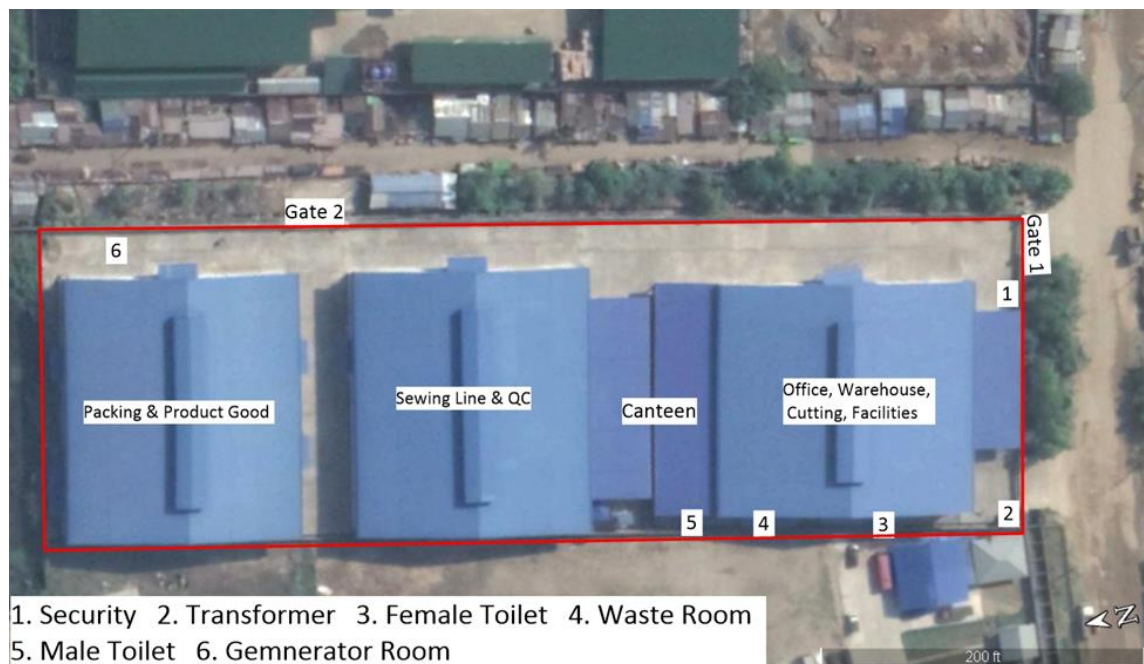 Gate 2
Gate 1
6
1
Packing & Product Good
Sewing Line & QC
Canteen
Office, Warehouse,
Cutting, Facilities
5
4
3
2
1. Security 2. Transformer 3. Female Toilet 4. Waste Room
5. Male Toilet 6. Gemnerator Room
N
200 ft